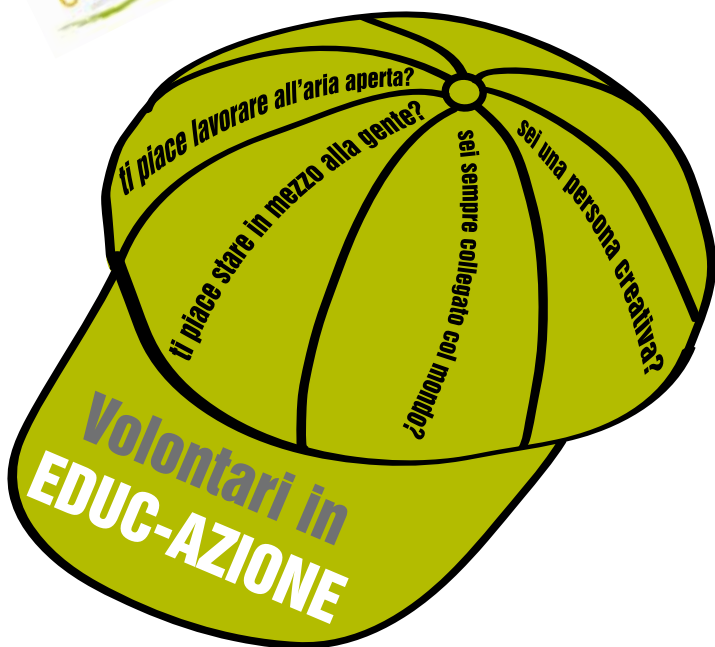 ti piace lavorare all'aria aperta?
ti piace stare in mezzo alla gente?
sei sempre collegato col mondo?
sei una persona creativa?
Volontari in
EDUC-AZIONE